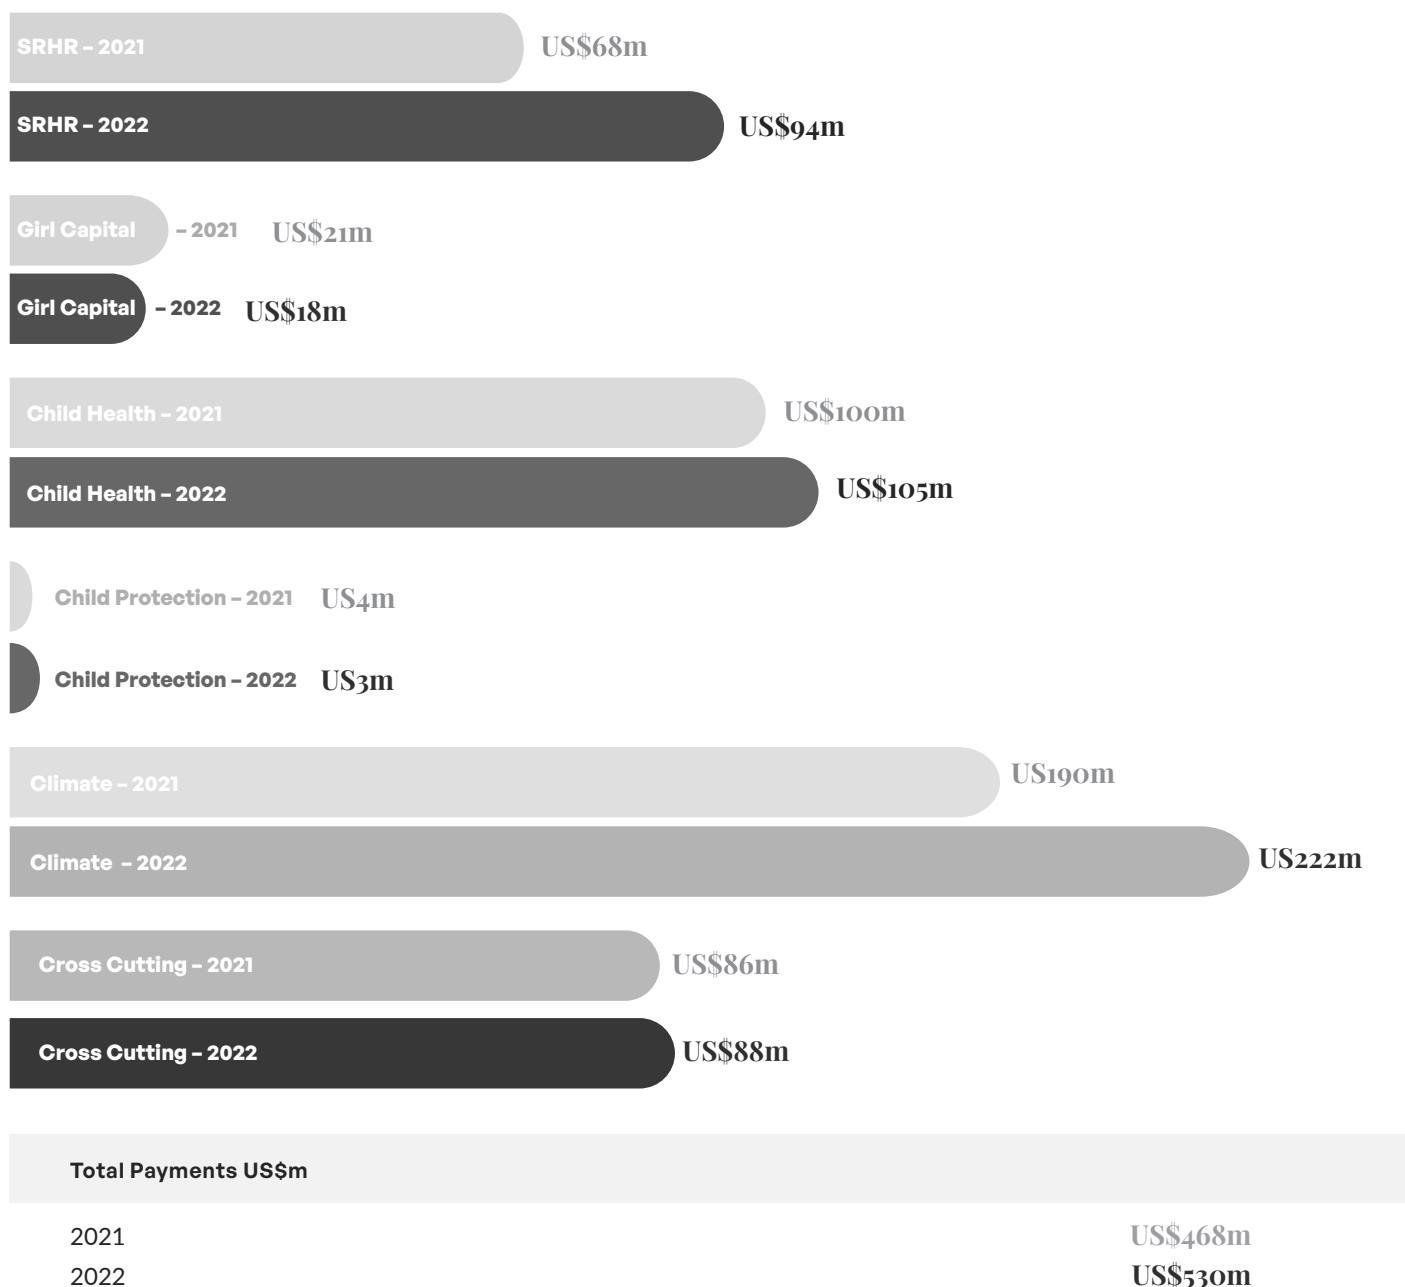 SRHR – 2021 US$68m
SRHR – 2022 US$94m
Girl Capital – 2021 US$21m
Girl Capital – 2022 US$18m
Child Health – 2021 US$100m
Child Health – 2022 US$105m
Child Protection – 2021 US4m
Child Protection – 2022 US3m
Climate – 2021 US190m
Climate – 2022 US222m
Cross Cutting – 2021 US$86m
Cross Cutting – 2022 US$88m
Total Payments US$m
2021 US$468m
2022 US$530m